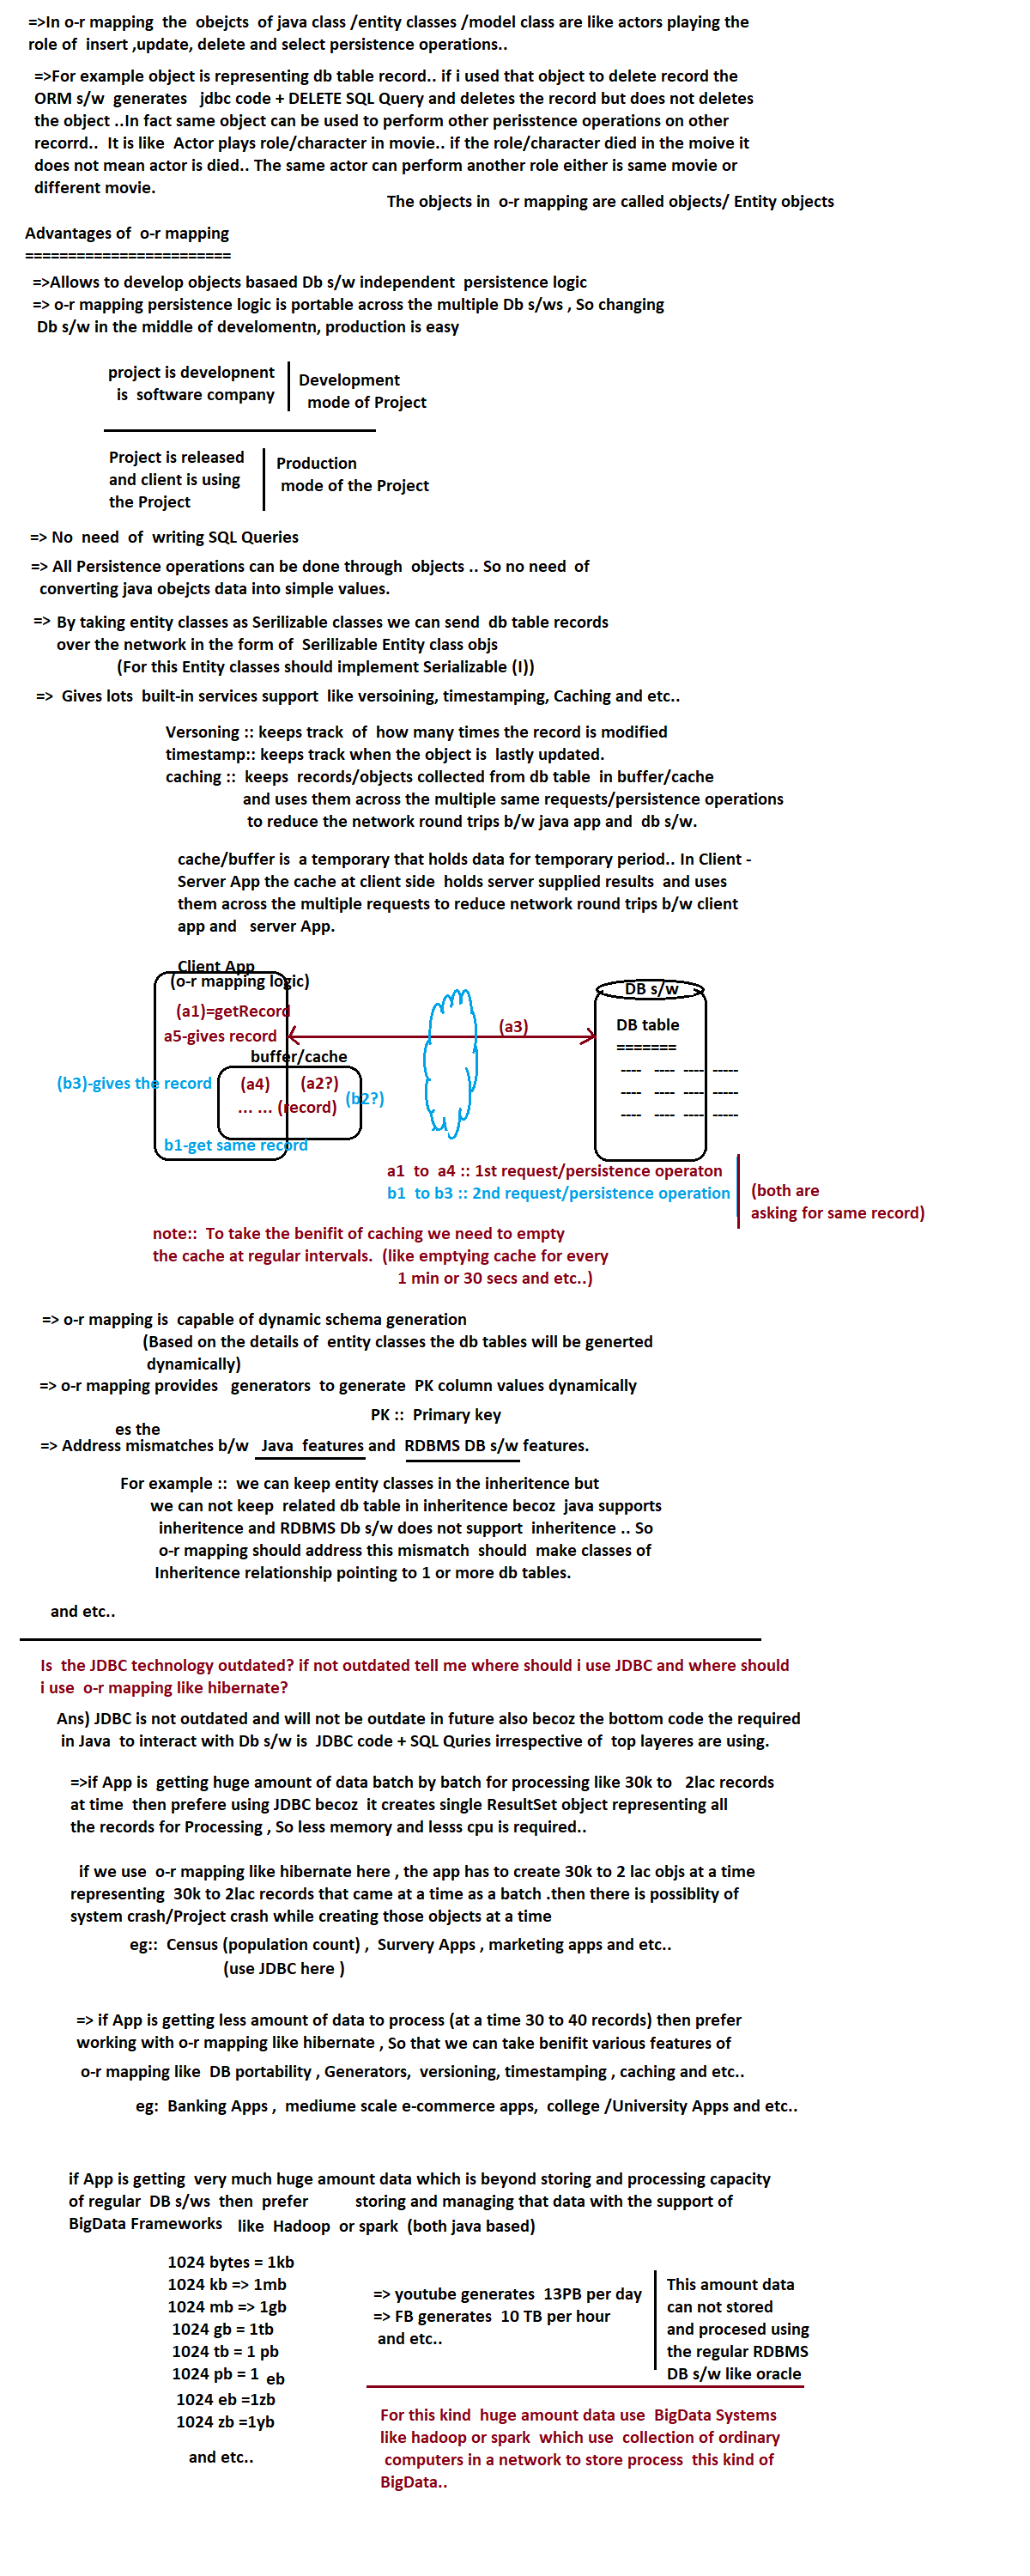 =>In o-r mapping the obejcts of java class /entity classes /model class are like actors playing the
role of insert ,update, delete and select persistence operations..
=>For example object is representing db table record.. if i used that object to delete record the
ORM s/w generates jdbc code + DELETE SQL Query and deletes the record but does not deletes
the object ..In fact same object can be used to perform other perisstence operations on other
recorrd.. It is like Actor plays role/character in movie.. if the role/character died in the moive it
does not mean actor is died.. The same actor can perform another role either is same movie or
different movie.
The objects in o-r mapping are called objects/ Entity objects
Advantages of o-r mapping
========================
=>Allows to develop objects basaed Db s/w independent persistence logic
=> o-r mapping persistence logic is portable across the multiple Db s/ws , So changing
Db s/w in the middle of develomentn, production is easy
project is developnent
is software company
Development
mode of Project
Project is released
and client is using
the Project
Production
mode of the Project
=> No need of writing SQL Queries
=> All Persistence operations can be done through objects .. So no need of
converting java obejcts data into simple values.
=> By taking entity classes as Serilizable classes we can send db table records
over the network in the form of Serilizable Entity class objs
(For this Entity classes should implement Serializable (I))
=> Gives lots built-in services support like versoining, timestamping, Caching and etc..
Versoning :: keeps track of how many times the record is modified
timestamp:: keeps track when the object is lastly updated.
caching :: keeps records/objects collected from db table in buffer/cache
and uses them across the multiple same requests/persistence operations
to reduce the network round trips b/w java app and db s/w.
cache/buffer is a temporary that holds data for temporary period.. In Client -
Server App the cache at client side holds server supplied results and uses
them across the multiple requests to reduce network round trips b/w client
app and server App.
Client App
(o-r mapping logic)
DB s/w
(a1)=getRecord
a5-gives record
(a3)
DB table
=======
buffer/cache
---- ---- ---- -----
(b3)-gives the record
(a4)
(a2?)
---- ---- ---- -----
(b2?)
... ... (record)
---- ---- ---- -----
b1-get same record
a1 to a4 :: 1st request/persistence operaton
b1 to b3 :: 2nd request/persistence operation
(both are
asking for same record)
note:: To take the benifit of caching we need to empty
the cache at regular intervals. (like emptying cache for every
1 min or 30 secs and etc..)
=> o-r mapping is capable of dynamic schema generation
(Based on the details of entity classes the db tables will be generted
dynamically)
=> o-r mapping provides generators to generate PK column values dynamically
PK :: Primary key
es the
=> Address mismatches b/w Java features and RDBMS DB s/w features.
For example :: we can keep entity classes in the inheritence but
we can not keep related db table in inheritence becoz java supports
inheritence and RDBMS Db s/w does not support inheritence .. So
o-r mapping should address this mismatch should make classes of
Inheritence relationship pointing to 1 or more db tables.
and etc..
Is the JDBC technology outdated? if not outdated tell me where should i use JDBC and where should
i use o-r mapping like hibernate?
Ans) JDBC is not outdated and will not be outdate in future also becoz the bottom code the required
in Java to interact with Db s/w is JDBC code + SQL Quries irrespective of top layeres are using.
=>if App is getting huge amount of data batch by batch for processing like 30k to 2lac records
at time then prefere using JDBC becoz it creates single ResultSet object representing all
the records for Processing , So less memory and lesss cpu is required..
if we use o-r mapping like hibernate here , the app has to create 30k to 2 lac objs at a time
representing 30k to 2lac records that came at a time as a batch .then there is possiblity of
system crash/Project crash while creating those objects at a time
eg:: Census (population count) , Survery Apps , marketing apps and etc..
(use JDBC here )
=> if App is getting less amount of data to process (at a time 30 to 40 records) then prefer
working with o-r mapping like hibernate , So that we can take benifit various features of
o-r mapping like DB portability , Generators, versioning, timestamping , caching and etc..
eg: Banking Apps , mediume scale e-commerce apps, college /University Apps and etc..
if App is getting very much huge amount data which is beyond storing and processing capacity
of regular DB s/ws then prefer storing and managing that data with the support of
BigData Frameworks like Hadoop or spark (both java based)
1024 bytes = 1kb
1024 kb => 1mb
1024 mb => 1gb
1024 gb = 1tb
1024 tb = 1 pb
1024 pb = 1 eb
1024 eb =1zb
1024 zb =1yb
and etc..
=> youtube generates 13PB per day
=> FB generates 10 TB per hour
and etc..
This amount data
can not stored
and procesed using
the regular RDBMS
DB s/w like oracle
For this kind huge amount data use BigData Systems
like hadoop or spark which use collection of ordinary
computers in a network to store process this kind of
BigData..